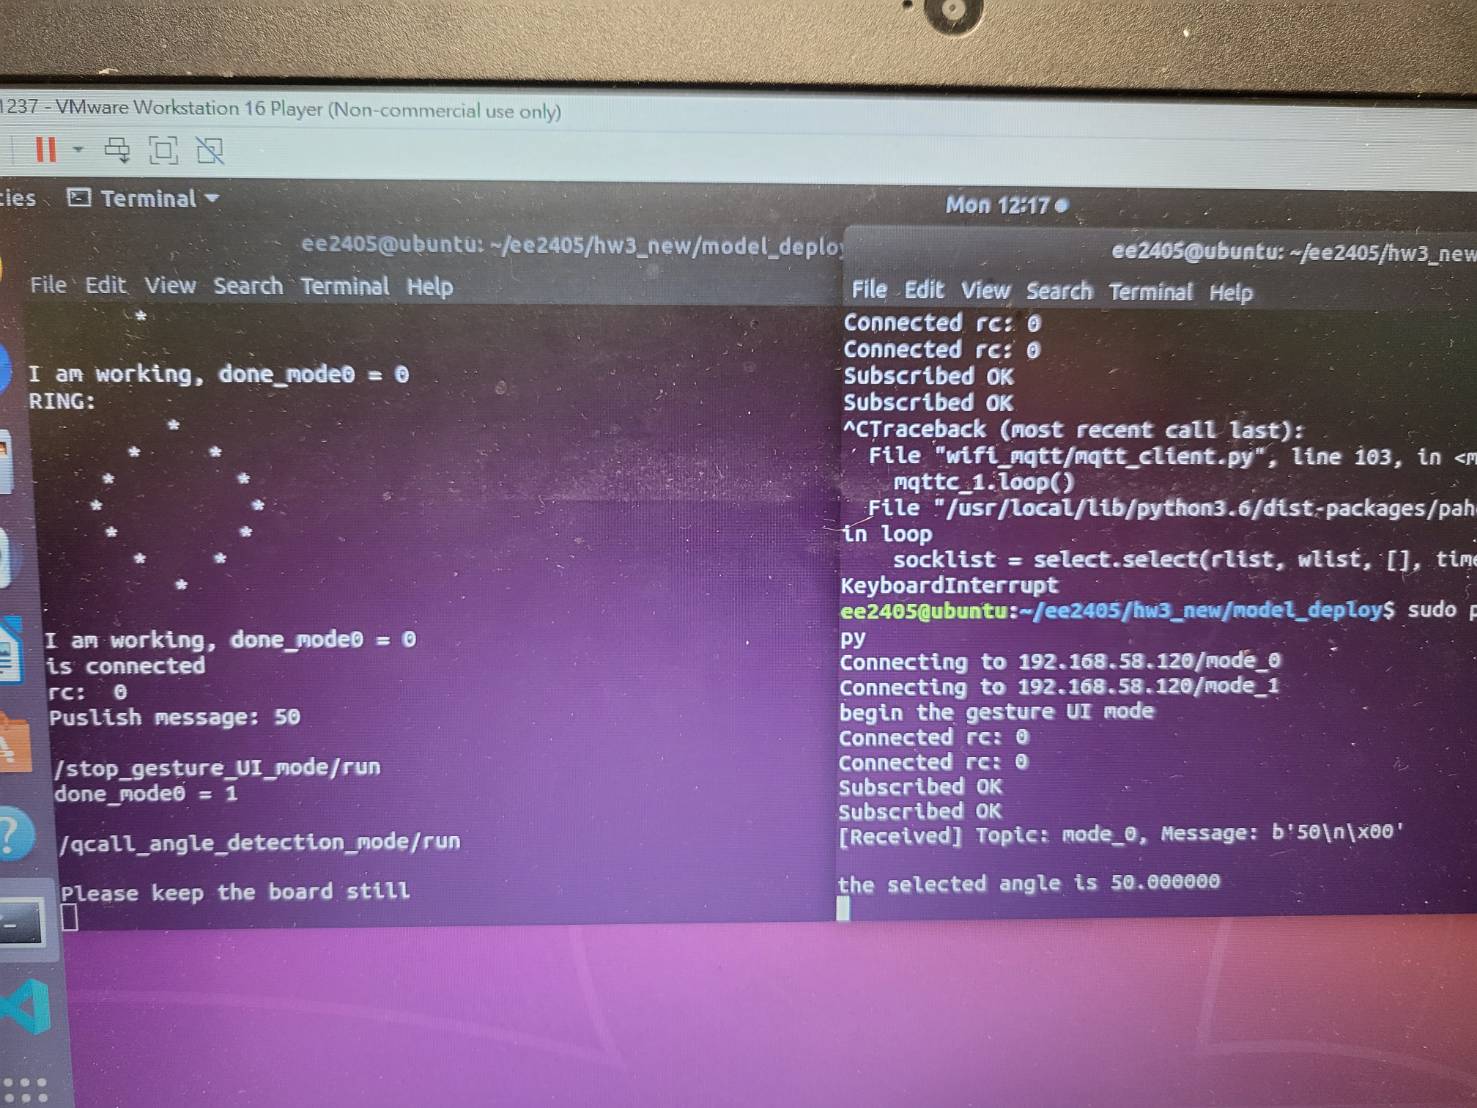 1237 - VMware Workstation 16 Player (Non-commercial use only)
Terminal
Mon 12:17
ee2405@ubuntu: ~/ee2405/hw3_new/model_deplo
File Edit View Search Terminal Help
*
I am working, done_mode0 = 0
RING:
*
* *
* *
* *
* *
* *
*
I am working, done_mode0 = 0
is connected
rc:  0
Puslish message: 50
/stop_gesture_UI_mode/run
done_mode0 = 1
/qcall_angle_detection_mode/run
Please keep the board still
ee2405@ubuntu: ~/ee2405/hw3_new
File Edit View Search Terminal Help
Connected rc: 0
Connected rc: 0
Subscribed OK
Subscribed OK
^CTraceback (most recent call last):
File "wifi_mqtt/mqtt_client.py", line 103, in <m
mqttc_1.loop()
File "/usr/local/lib/python3.6/dist-packages/pah
in loop
socklist = select.select(rlist, wlist, [], time
KeyboardInterrupt
ee2405@ubuntu:~/ee2405/hw3_new/model_deploy$ sudo p
py
Connecting to 192.168.58.120/mode_0
Connecting to 192.168.58.120/mode_1
begin the gesture UI mode
Connected rc: 0
Connected rc: 0
Subscribed OK
Subscribed OK
[Received] Topic: mode_0, Message: b'50\n\x00'
the selected angle is 50.000000